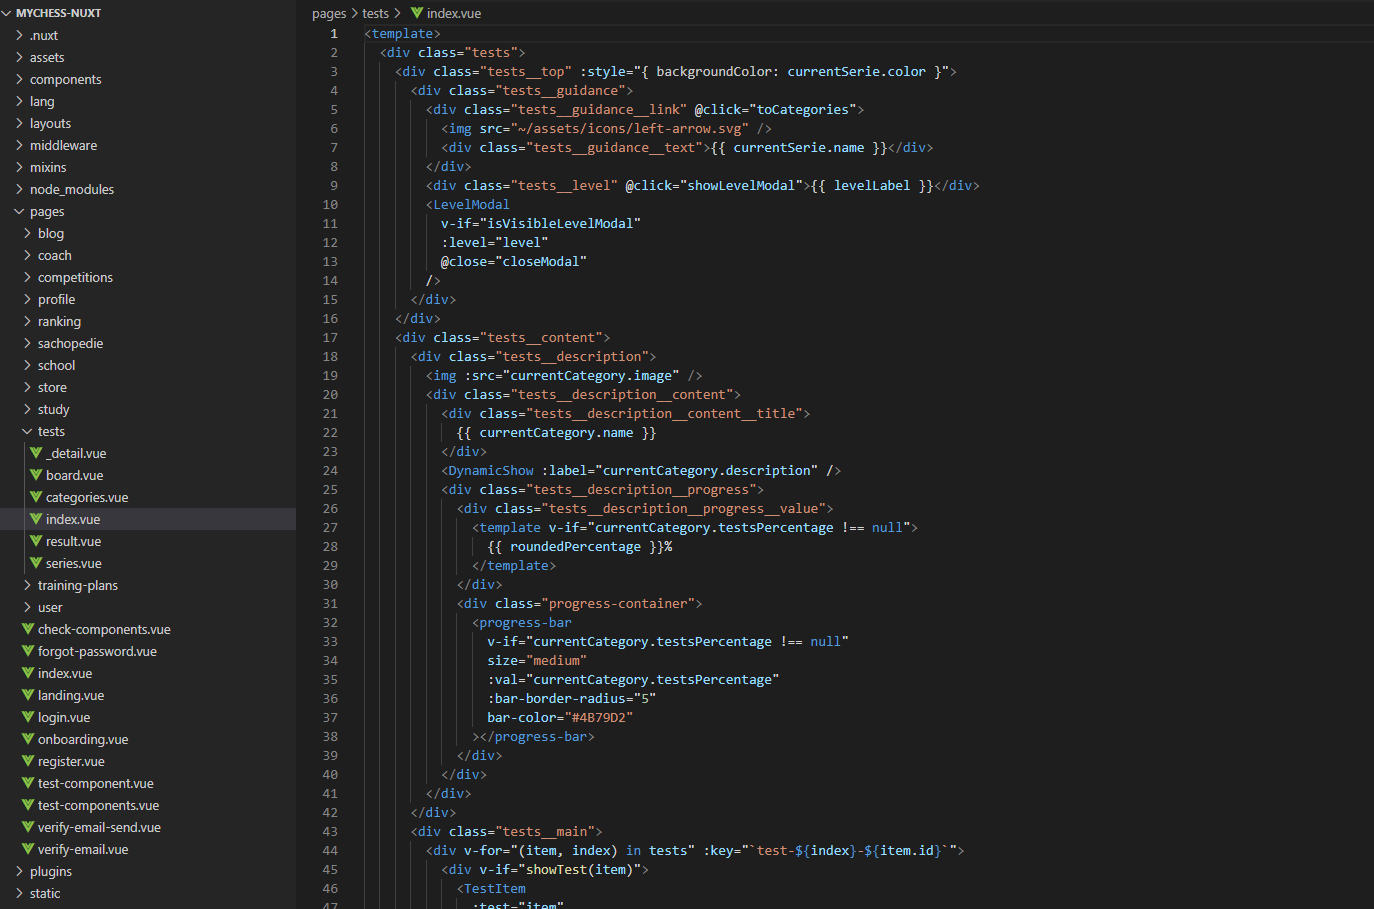 MYCHESS-NUXT
.nuxt
assets
components
lang
layouts
middleware
mixins
node_modules
pages
blog
coach
competitions
profile
ranking
sachopedie
school
store
study
tests
_detail.vue
board.vue
categories.vue
index.vue
result.vue
series.vue
training-plans
user
check-components.vue
forgot-password.vue
index.vue
landing.vue
login.vue
onboarding.vue
register.vue
test-component.vue
test-components.vue
verify-email-send.vue
verify-email.vue
plugins
static
pages > tests > index.vue
1 <template>
2 <div class="tests">
3 <div class="tests__top" :style="{ backgroundColor: currentSerie.color }">
4 <div class="tests__guidance">
5 <div class="tests__guidance__link" @click="toCategories">
6 <img src="~/assets/icons/left-arrow.svg" />
7 <div class="tests__guidance__text">{{ currentSerie.name }}</div>
8 </div>
9 <div class="tests__level" @click="showLevelModal">{{ levelLabel }}</div>
10 <LevelModal
11 v-if="isVisibleLevelModal"
12 :level="level"
13 @close="closeModal"
14 />
15 </div>
16 </div>
17 <div class="tests__content">
18 <div class="tests__description">
19 <img :src="currentCategory.image" />
20 <div class="tests__description__content">
21 <div class="tests__description__content__title">
22 {{ currentCategory.name }}
23 </div>
24 <DynamicShow :label="currentCategory.description" />
25 <div class="tests__description__progress">
26 <div class="tests__description__progress__value">
27 <template v-if="currentCategory.testsPercentage !== null">
28 {{ roundedPercentage }}%
29 </template>
30 </div>
31 <div class="progress-container">
32 <progress-bar
33 v-if="currentCategory.testsPercentage !== null"
34 size="medium"
35 :val="currentCategory.testsPercentage"
36 :bar-border-radius="5"
37 bar-color="#4B79D2"
38 ></progress-bar>
39 </div>
40 </div>
41 </div>
42 </div>
43 <div class="tests__main">
44 <div v-for="(item, index) in tests" :key="`test-${index}-${item.id}`">
45 <div v-if="showTest(item)">
46 <TestItem
47 :test="item"